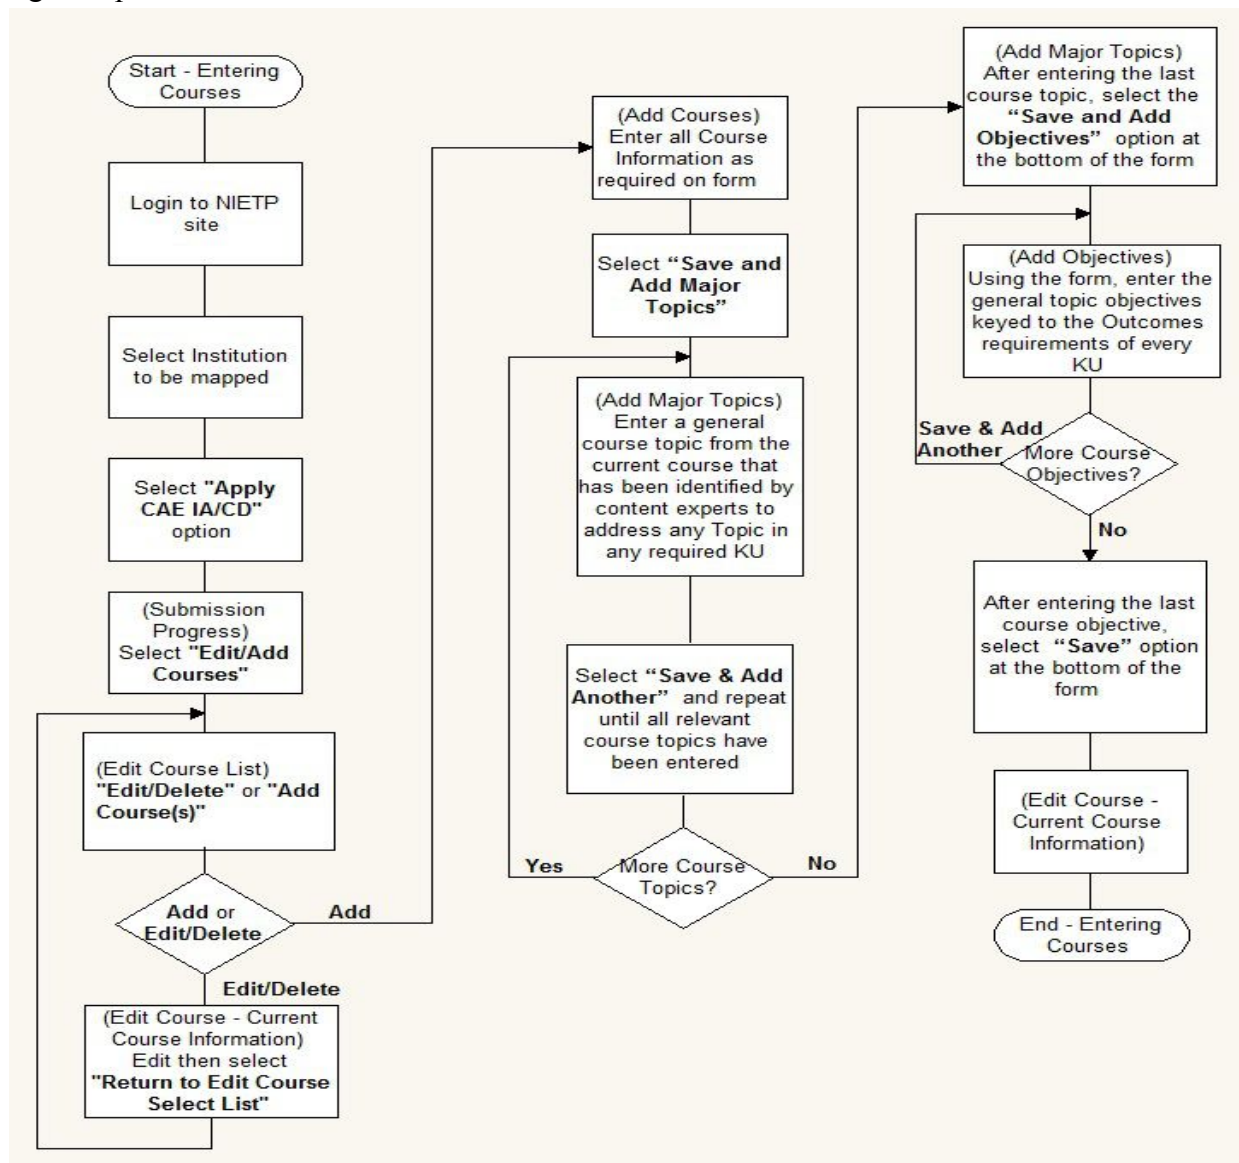 Start - Entering
Courses
Login to NIETP
site
Select Institution
to be mapped
Select "Apply
CAE IA/CD"
option
(Submission
Progress)
Select "Edit/Add
Courses"
(Edit Course List)
"Edit/Delete" or "Add
Course(s)"
Add or
Edit/Delete
Add
Edit/Delete
(Edit Course - Current
Course Information)
Edit then select
"Return to Edit Course
Select List"
(Add Courses)
Enter all Course
Information as
required on form
Select “Save and
Add Major
Topics”
(Add Major Topics)
Enter a general
course topic from the
current course that
has been identified by
content experts to
address any Topic in
any required KU
Select “Save & Add
Another” and repeat
until all relevant
course topics have
been entered
More Course
Topics?
Yes
No
(Add Major Topics)
After entering the last
course topic, select the
“Save and Add
Objectives” option at
the bottom of the form
(Add Objectives)
Using the form, enter the
general topic objectives
keyed to the Outcomes
requirements of every
KU
Save & Add
Another
More Course
Objectives?
No
After entering the last
course objective,
select “Save” option
at the bottom of the
form
(Edit Course -
Current Course
Information)
End - Entering
Courses